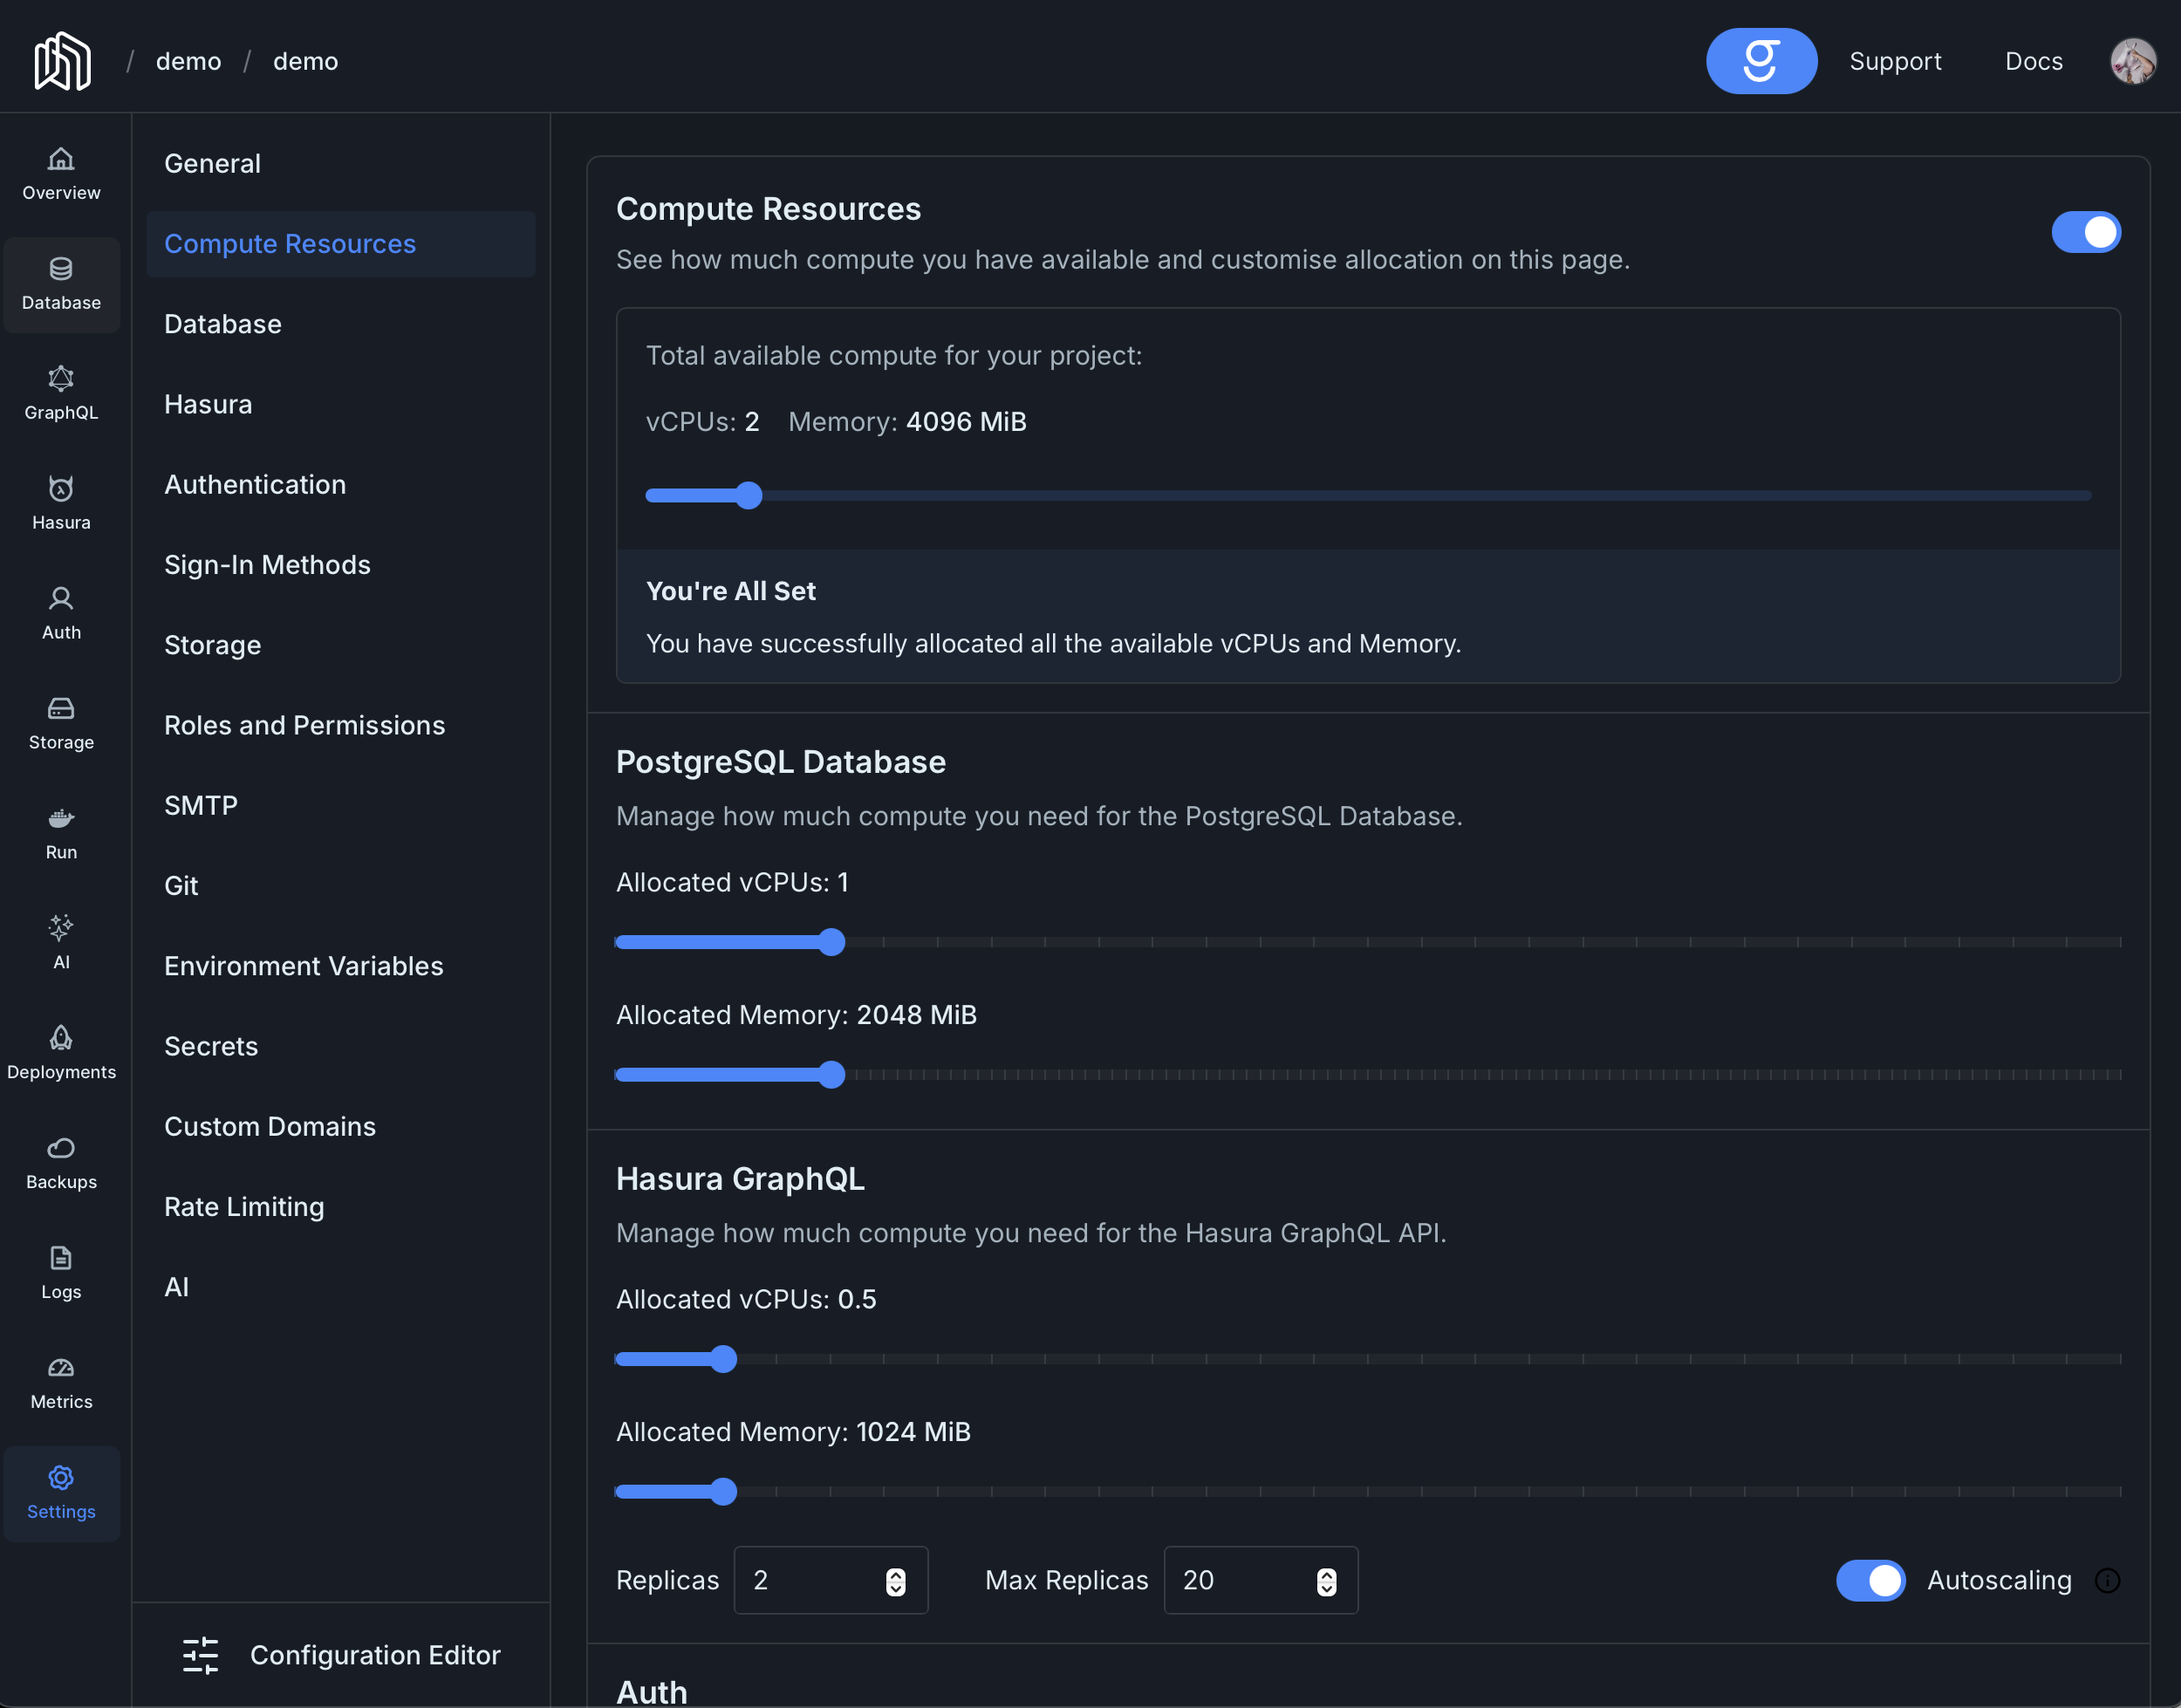 / demo / demo
Support
Docs
Overview
Database
GraphQL
Hasura
Auth
Storage
Run
AI
Deployments
Backups
Logs
Metrics
Settings
General
Compute Resources
Database
Hasura
Authentication
Sign-In Methods
Storage
Roles and Permissions
SMTP
Git
Environment Variables
Secrets
Custom Domains
Rate Limiting
AI
Configuration Editor
Compute Resources
See how much compute you have available and customise allocation on this page.
Total available compute for your project:
vCPUs: 2 Memory: 4096 MiB
You're All Set
You have successfully allocated all the available vCPUs and Memory.
PostgreSQL Database
Manage how much compute you need for the PostgreSQL Database.
Allocated vCPUs: 1
Allocated Memory: 2048 MiB
Hasura GraphQL
Manage how much compute you need for the Hasura GraphQL API.
Allocated vCPUs: 0.5
Allocated Memory: 1024 MiB
Replicas 2 Max Replicas 20 Autoscaling
Auth